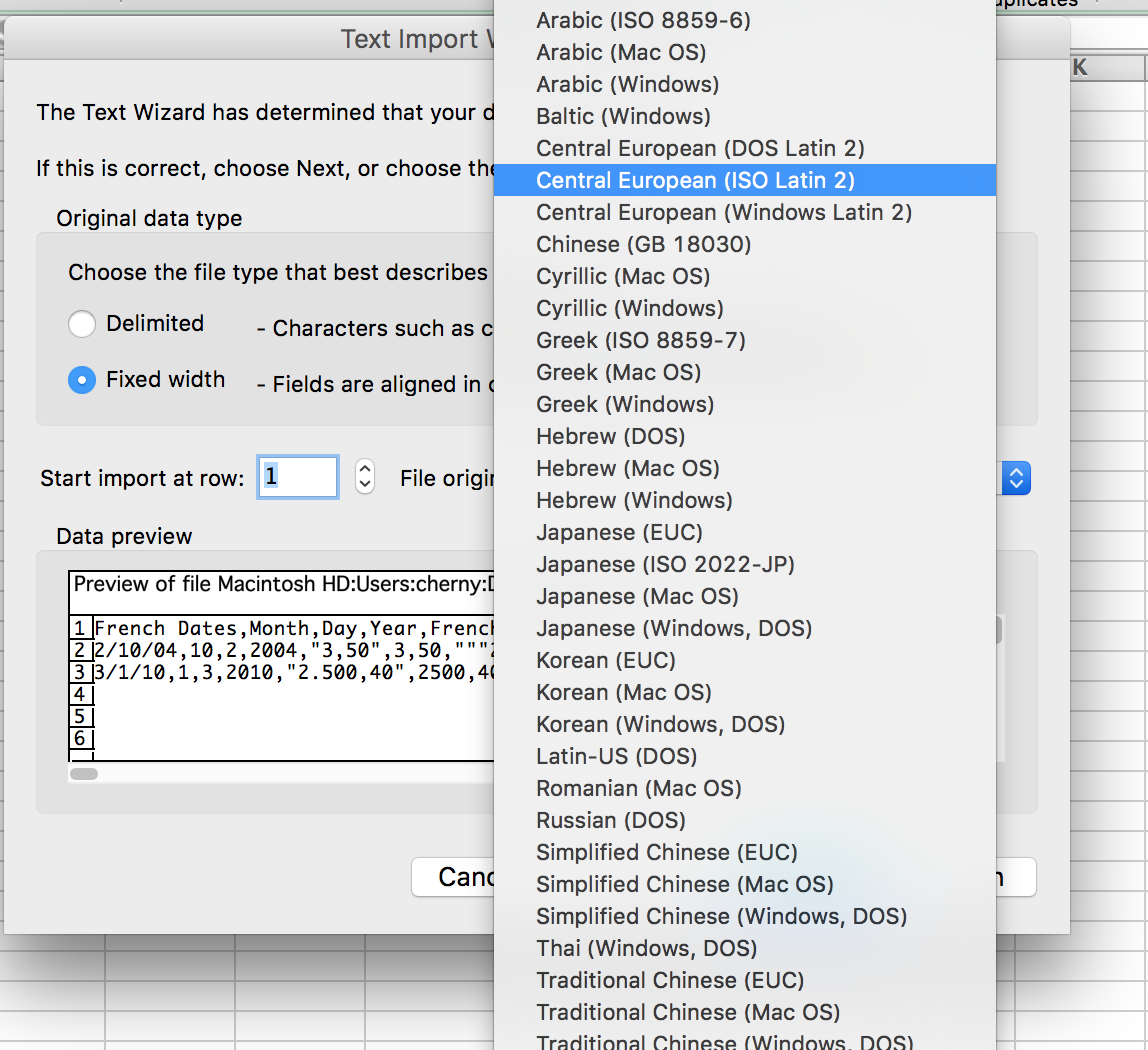 Text Import
K
The Text Wizard has determined that your
If this is correct, choose Next, or choose the
Original data type
Choose the file type that best describes
Delimited - Characters such as
Fixed width - Fields are aligned in
Start import at row: 1 File
Data preview
Preview of file Macintosh HD:Users:cherny:
1 French Dates,Month,Day,Year,French
2 2/10/04,10,2,2004,"3,50",3,50,"""
3 3/1/10,1,3,2010,"2.500,40",2500,40
4
5
6
Arabic (ISO 8859-6)
Arabic (Mac OS)
Arabic (Windows)
Baltic (Windows)
Central European (DOS Latin 2)
Central European (ISO Latin 2)
Central European (Windows Latin 2)
Chinese (GB 18030)
Cyrillic (Mac OS)
Cyrillic (Windows)
Greek (ISO 8859-7)
Greek (Mac OS)
Greek (Windows)
Hebrew (DOS)
Hebrew (Mac OS)
Hebrew (Windows)
Japanese (EUC)
Japanese (ISO 2022-JP)
Japanese (Mac OS)
Japanese (Windows, DOS)
Korean (EUC)
Korean (Mac OS)
Korean (Windows, DOS)
Latin-US (DOS)
Romanian (Mac OS)
Russian (DOS)
Simplified Chinese (EUC)
Simplified Chinese (Mac OS)
Simplified Chinese (Windows, DOS)
Thai (Windows, DOS)
Traditional Chinese (EUC)
Traditional Chinese (Mac OS)
Traditional Chinese (Windows, DOS)